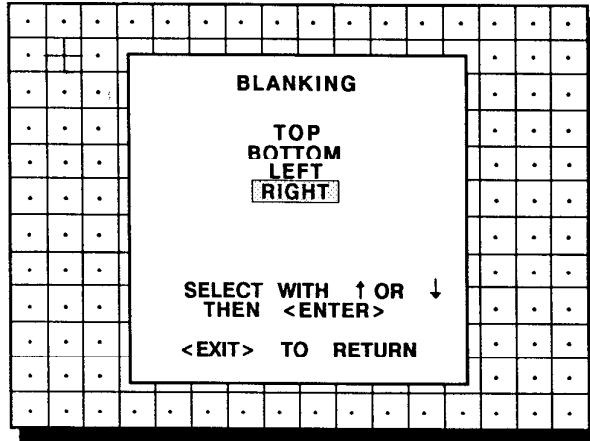 BLANKING
TOP
BOTTOM
LEFT
RIGHT
SELECT WITH ↑ OR ↓
THEN <ENTER>
<EXIT> TO RETURN